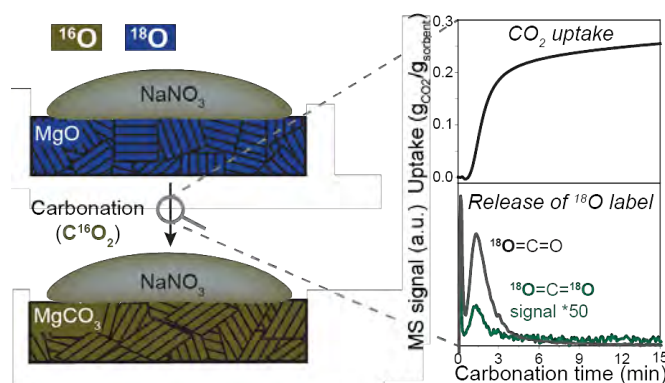 ¹⁶O ¹⁸O
NaNO₃
MgO
Carbonation
(C¹⁶O₂)
NaNO₃
MgCO₃
MS signal (a.u.) Uptake (g_CO2/g_sorbent)
0.3
0.2
0.1
0.0
CO₂ uptake
Release of ¹⁸O label
¹⁸O=C=O
¹⁸O=C=¹⁸O
signal *50
0 3 6 9 12 15
Carbonation time (min)